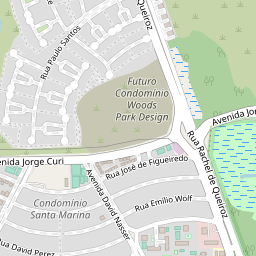 Queiroz
Rua Paulo Santos
Futuro
Condomínio
Woods
Park Design
Avenida Jo
enida Jorge Curi
Rua José de Figueiredo
Rua Rachel de Queiroz
Condomínio
Santa Marina
Avenida David Nasser
Rua Emílio Wolf
Rua David Perez